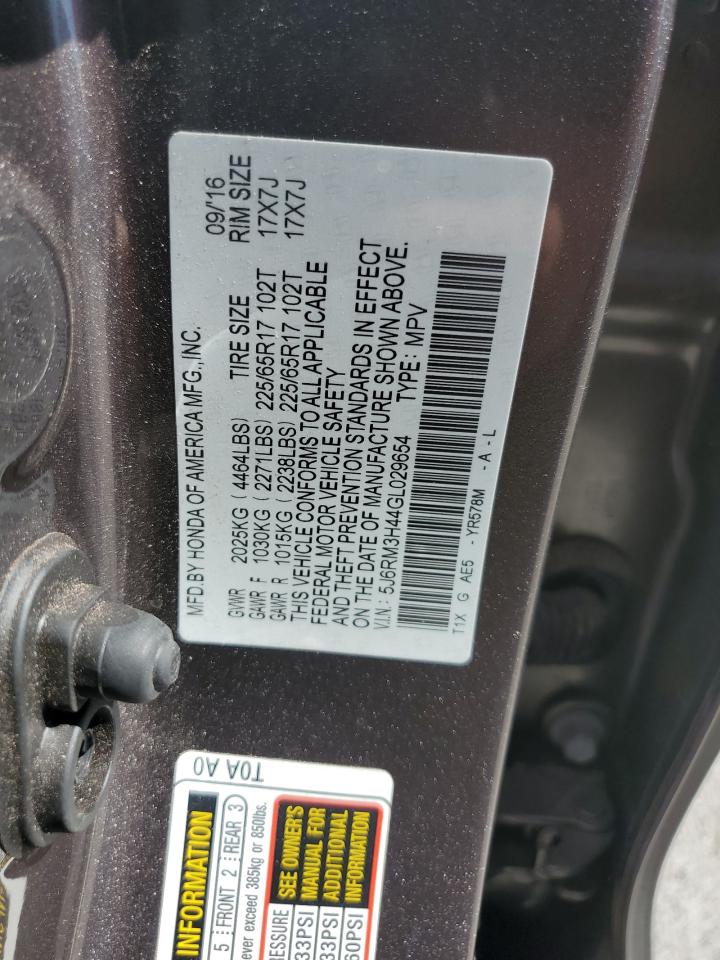 MFD.BY HONDA OF AMERICA MFG.,INC. 09/16
GVWR 2025KG ( 4464LBS) TIRE SIZE RIM SIZE
GAWR F 1030KG ( 2271LBS) 225/65R17 102T 17X7J
GAWR R 1015KG ( 2238LBS) 225/65R17 102T 17X7J
THIS VEHICLE CONFORMS TO ALL APPLICABLE
FEDERAL MOTOR VEHICLE SAFETY
AND THEFT PREVENTION STANDARDS IN EFFECT
ON THE DATE OF MANUFACTURE SHOWN ABOVE.
V.I.N.: 5J6RM3H44GL029654 TYPE: MPV
T1X G AE5 - YR578M - A - L
T0A A0
INFORMATION
5 FRONT 2 REAR 3
never exceed 385kg or 850lbs.
SEE OWNER'S
MANUAL FOR
ADDITIONAL
INFORMATION
33PSI
33PSI
60PSI